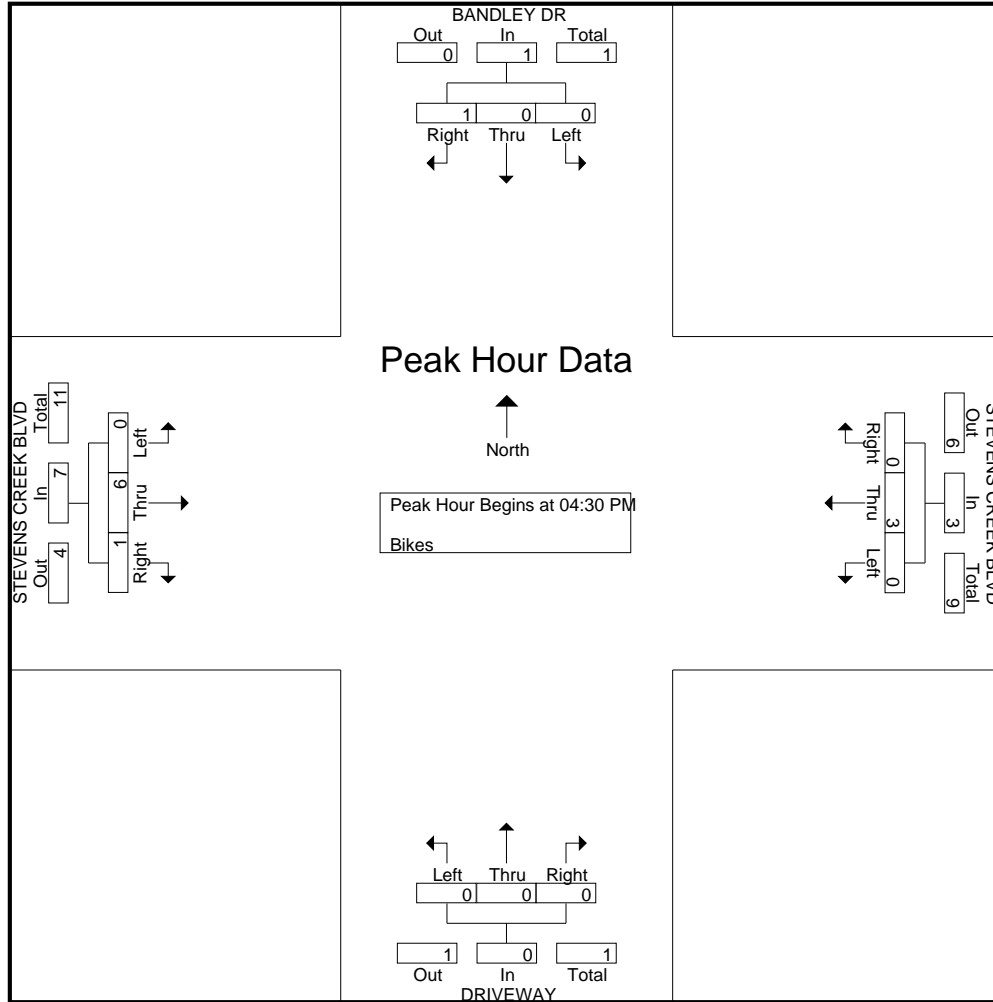 BANDLEY DR
Out In Total
0 1 1
1 0 0
Right Thru Left
Peak Hour Data
North
Peak Hour Begins at 04:30 PM
Bikes
STEVENS CREEK BLVD
Out In Total
4 7 11
Left Thru Right
0 6 1
STEVENS CREEK BLVD
Out In Total
6 3 9
Right Thru Left
0 3 0
Left Thru Right
0 0 0
1 0 1
Out In Total
DRIVEWAY